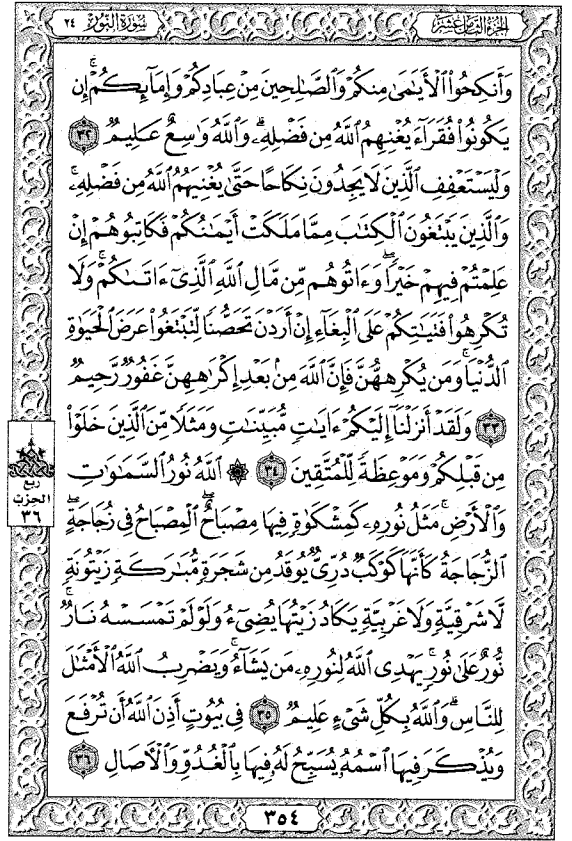 الجزء الثامن عشر
سورة النور ٢٤
وَأَنكِحُوا۟ ٱلْأَيَـٰمَىٰ مِنكُمْ وَٱلصَّـٰلِحِينَ مِنْ عِبَادِكُمْ وَإِمَآئِكُمْ ۚ إِن
يَكُونُوا۟ فُقَرَآءَ يُغْنِهِمُ ٱللَّهُ مِن فَضْلِهِۦ ۗ وَٱللَّهُ وَٰسِعٌ عَلِيمٌ ٣٢
وَلْيَسْتَعْفِفِ ٱلَّذِينَ لَا يَجِدُونَ نِكَاحًا حَتَّىٰ يُغْنِيَهُمُ ٱللَّهُ مِن فَضْلِهِۦ ۗ
وَٱلَّذِينَ يَبْتَغُونَ ٱلْكِتَـٰبَ مِمَّا مَلَكَتْ أَيْمَـٰنُكُمْ فَكَاتِبُوهُمْ إِنْ
عَلِمْتُمْ فِيهِمْ خَيْرًا ۖ وَءَاتُوهُم مِّن مَّالِ ٱللَّهِ ٱلَّذِىٓ ءَاتَىٰكُمْ ۚ وَلَا
تُكْرِهُوا۟ فَتَيَـٰتِكُمْ عَلَى ٱلْبِغَآءِ إِنْ أَرَدْنَ تَحَصُّنًا لِّتَبْتَغُوا۟ عَرَضَ ٱلْحَيَوٰةِ
ٱلدُّنْيَا ۚ وَمَن يُكْرِههُّنَّ فَإِنَّ ٱللَّهَ مِنۢ بَعْدِ إِكْرَٰهِهِنَّ غَفُورٌ رَّحِيمٌ
٣٣ وَلَقَدْ أَنزَلْنَآ إِلَيْكُمْ ءَايَـٰتٍ مُّبَيِّنَـٰتٍ وَمَثَلًا مِّنَ ٱلَّذِينَ خَلَوْا۟
مِن قَبْلِكُمْ وَمَوْعِظَةً لِّلْمُتَّقِينَ ٣٤ ۞ ٱللَّهُ نُورُ ٱلسَّمَـٰوَٰتِ
وَٱلْأَرْضِ ۚ مَثَلُ نُورِهِۦ كَمِشْكَوٰةٍ فِيهَا مِصْبَاحٌ ۖ ٱلْمِصْبَاحُ فِى زُجَاجَةٍ ۖ
ٱلزُّجَاجَةُ كَأَنَّهَا كَوْكَبٌ دُرِّىٌّ يُوقَدُ مِن شَجَرَةٍ مُّبَـٰرَكَةٍ زَيْتُونَةٍ
لَّا شَرْقِيَّةٍ وَلَا غَرْبِيَّةٍ يَكَادُ زَيْتُهَا يُضِىٓءُ وَلَوْ لَمْ تَمْسَسْهُ نَارٌ ۚ
نُّورٌ عَلَىٰ نُورٍ ۗ يَهْدِى ٱللَّهُ لِنُورِهِۦ مَن يَشَآءُ ۚ وَيَضْرِبُ ٱللَّهُ ٱلْأَمْثَـٰلَ
لِلنَّاسِ ۗ وَٱللَّهُ بِكُلِّ شَىْءٍ عَلِيمٌ ٣٥ فِى بُيُوتٍ أَذِنَ ٱللَّهُ أَن تُرْفَعَ
وَيُذْكَرَ فِيهَا ٱسْمُهُۥ يُسَبِّحُ لَهُۥ فِيهَا بِٱلْغُدُوِّ وَٱلْـَٔاصَالِ ٣٦
ربع
الحزب
٣٦
٣٥٤